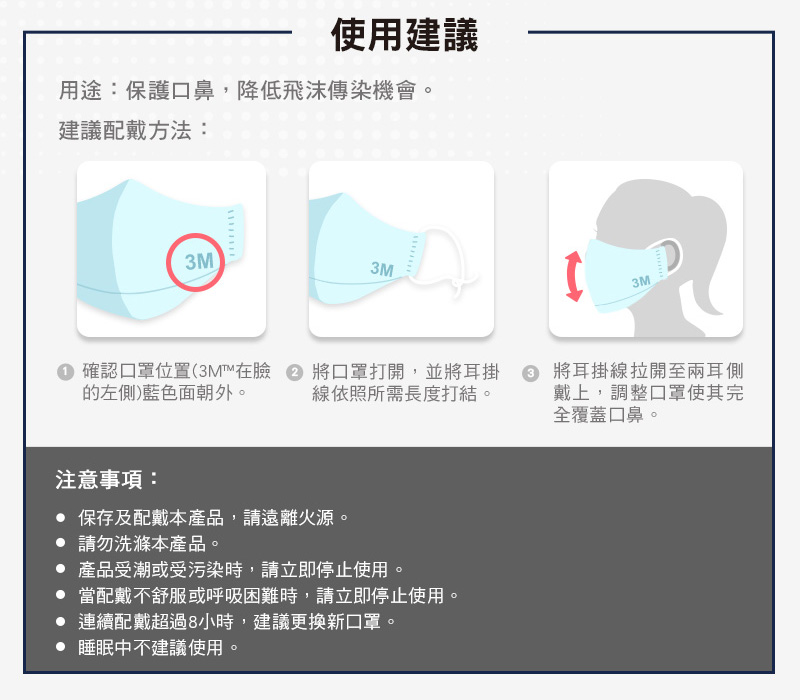 使用建議
用途：保護口鼻，降低飛沫傳染機會。
建議配戴方法：
3M
3M
3M
1 確認口罩位置(3M™在臉
的左側)藍色面朝外。
2 將口罩打開，並將耳掛
線依照所需長度打結。
3 將耳掛線拉開至兩耳側
戴上，調整口罩使其完
全覆蓋口鼻。
注意事項：
● 保存及配戴本產品，請遠離火源。
● 請勿洗滌本產品。
● 產品受潮或受污染時，請立即停止使用。
● 當配戴不舒服或呼吸困難時，請立即停止使用。
● 連續配戴超過8小時，建議更換新口罩。
● 睡眠中不建議使用。